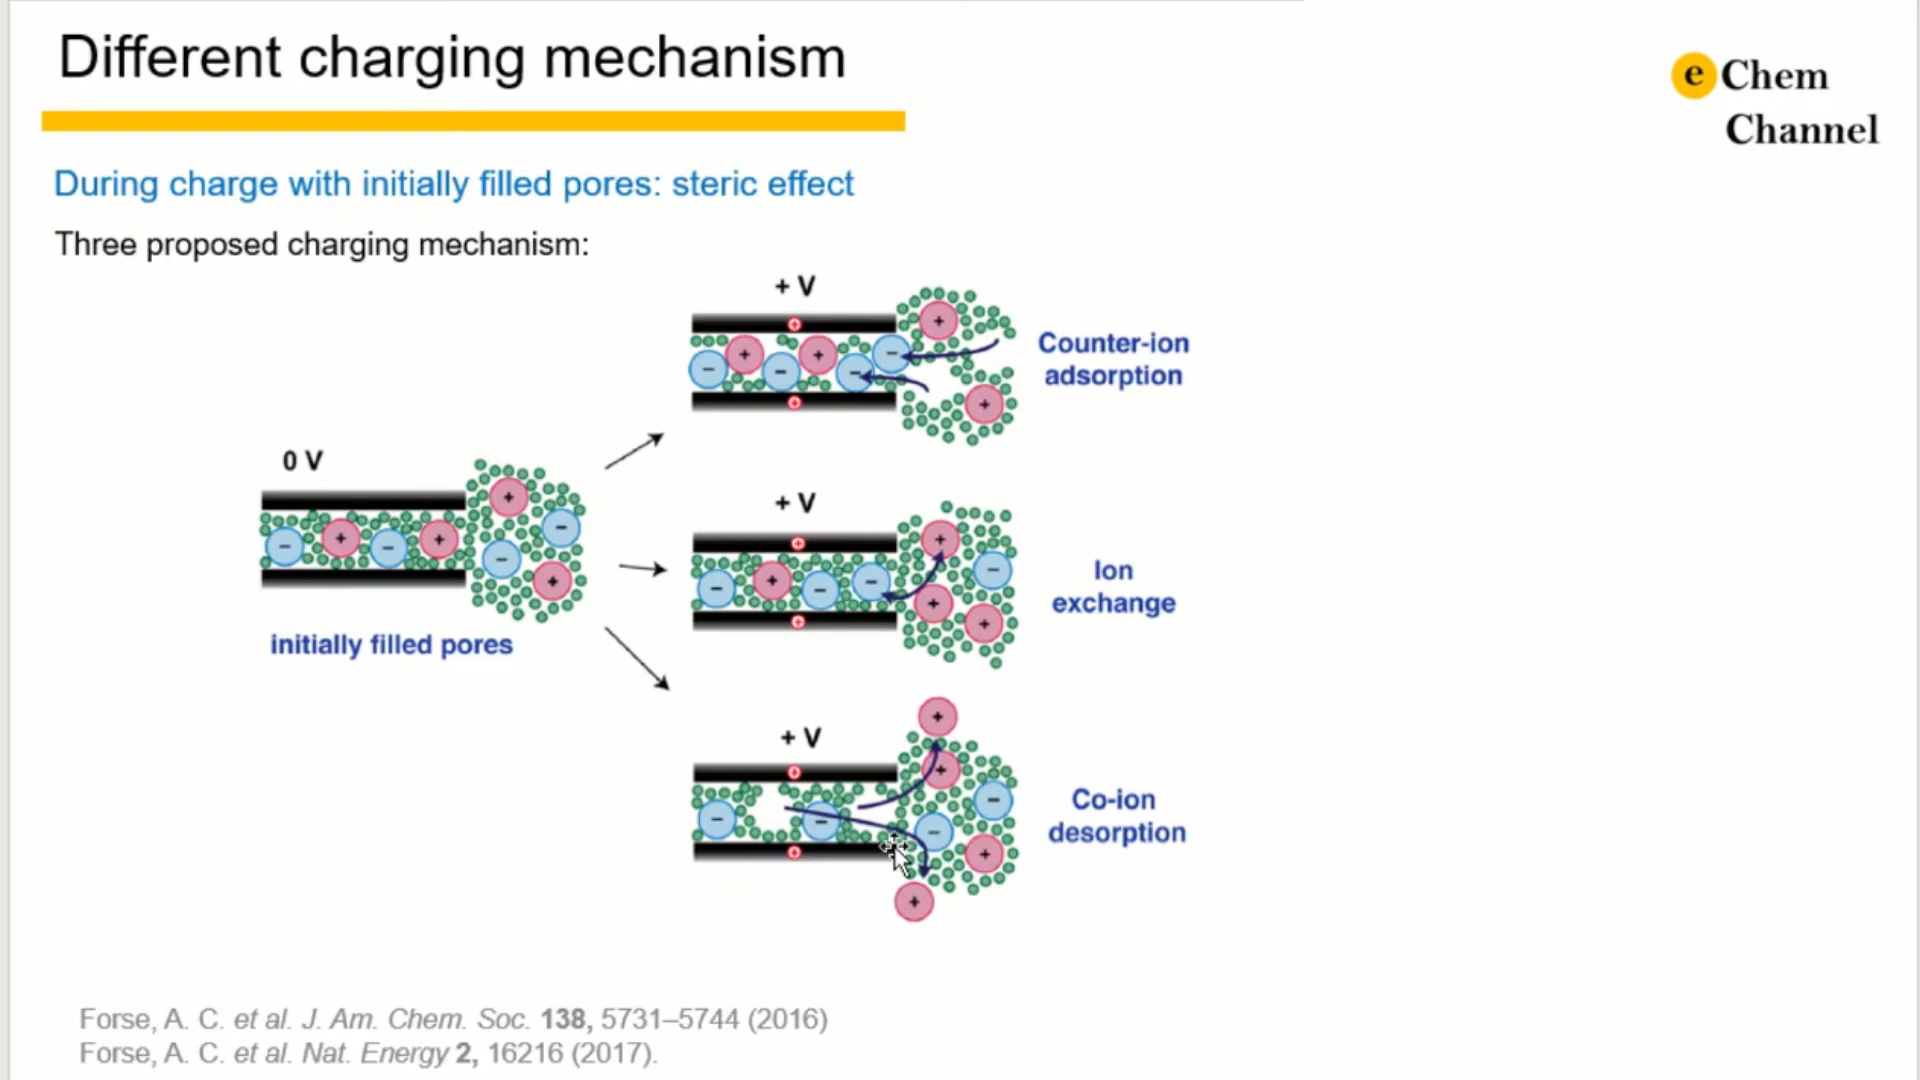 Different charging mechanism
e Chem
Channel
During charge with initially filled pores: steric effect
Three proposed charging mechanism:
+ V
Counter-ion
adsorption
0 V
initially filled pores
+ V
Ion
exchange
+ V
Co-ion
desorption
Forse, A. C. et al. J. Am. Chem. Soc. 138, 5731–5744 (2016)
Forse, A. C. et al. Nat. Energy 2, 16216 (2017).